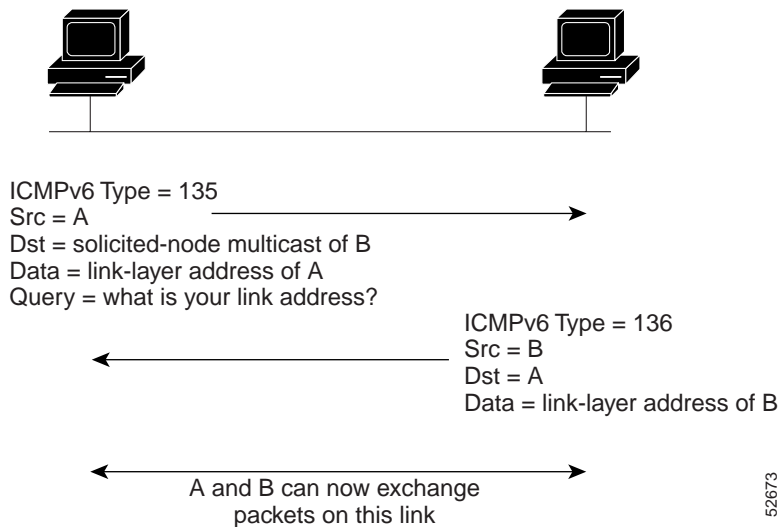 ICMPv6 Type = 135
Src = A
Dst = solicited-node multicast of B
Data = link-layer address of A
Query = what is your link address?
ICMPv6 Type = 136
Src = B
Dst = A
Data = link-layer address of B
A and B can now exchange
packets on this link
52673